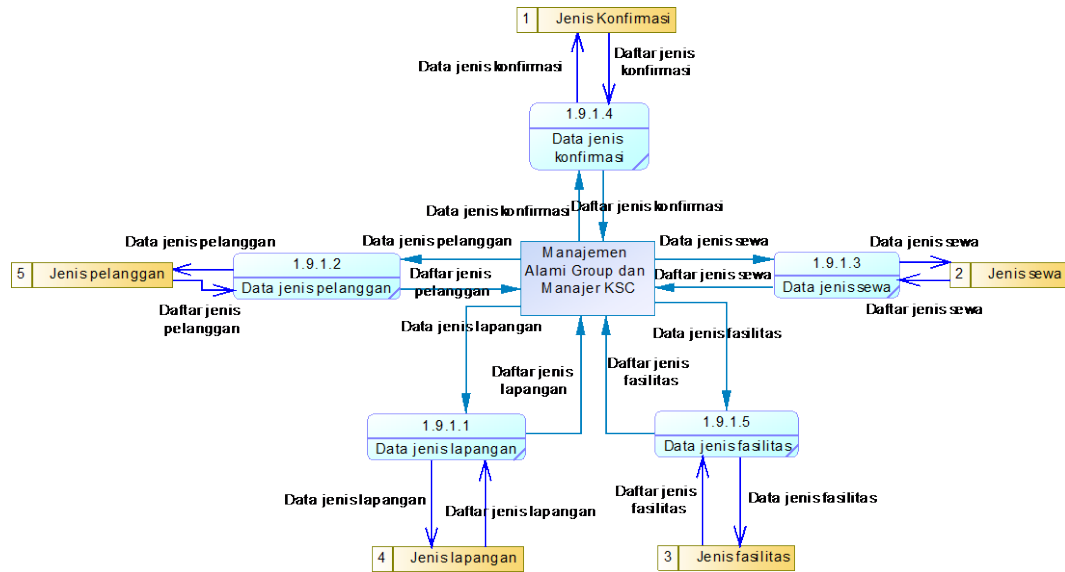 1 Jenis Konfirmasi
Data jenis konfirmasi
Daftar jenis
konfirmasi
1.9.1.4
Data jenis
konfirmasi
Data jenis konfirmasi
Daftar jenis konfirmasi
Data jenis pelanggan
5 Jenis pelanggan
Daftar jenis
pelanggan
1.9.1.2
Data jenis pelanggan
Data jenis pelanggan
Daftar jenis
pelanggan
Manajemen
Alami Group dan
Manajer KSC
Data jenis sewa
Daftar jenis sewa
1.9.1.3
Data jenis sewa
Data jenis sewa
2 Jenis sewa
Daftar jenis sewa
Data jenis lapangan
Daftar jenis
lapangan
Daftar jenis
fasilitas
Data jenis fasilitas
1.9.1.1
Data jenis lapangan
1.9.1.5
Data jenis fasilitas
Data jenis lapangan
Daftar jenis lapangan
Daftar jenis
fasilitas
Data jenis fasilitas
4 Jenis lapangan
3 Jenis fasilitas